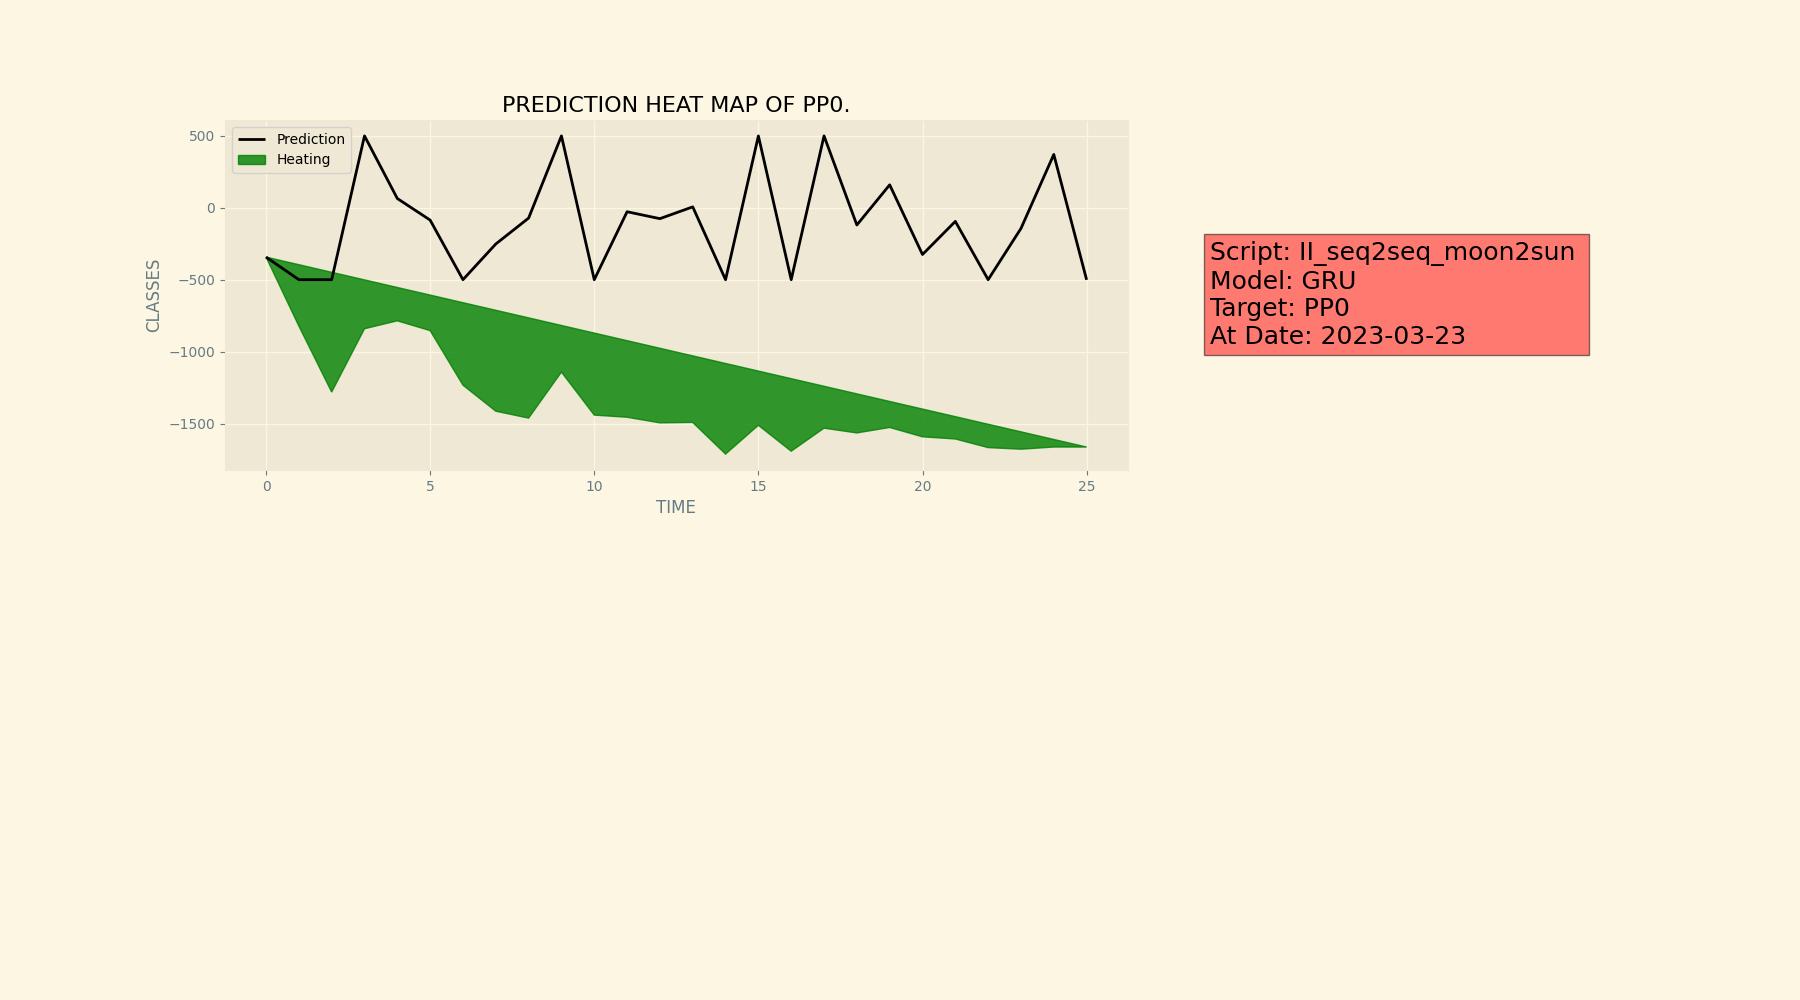 PREDICTION HEAT MAP OF PP0.
Prediction
Heating
500
0
−500
−1000
−1500
CLASSES
0 5 10 15 20 25
TIME
Script: II_seq2seq_moon2sun
Model: GRU
Target: PP0
At Date: 2023-03-23